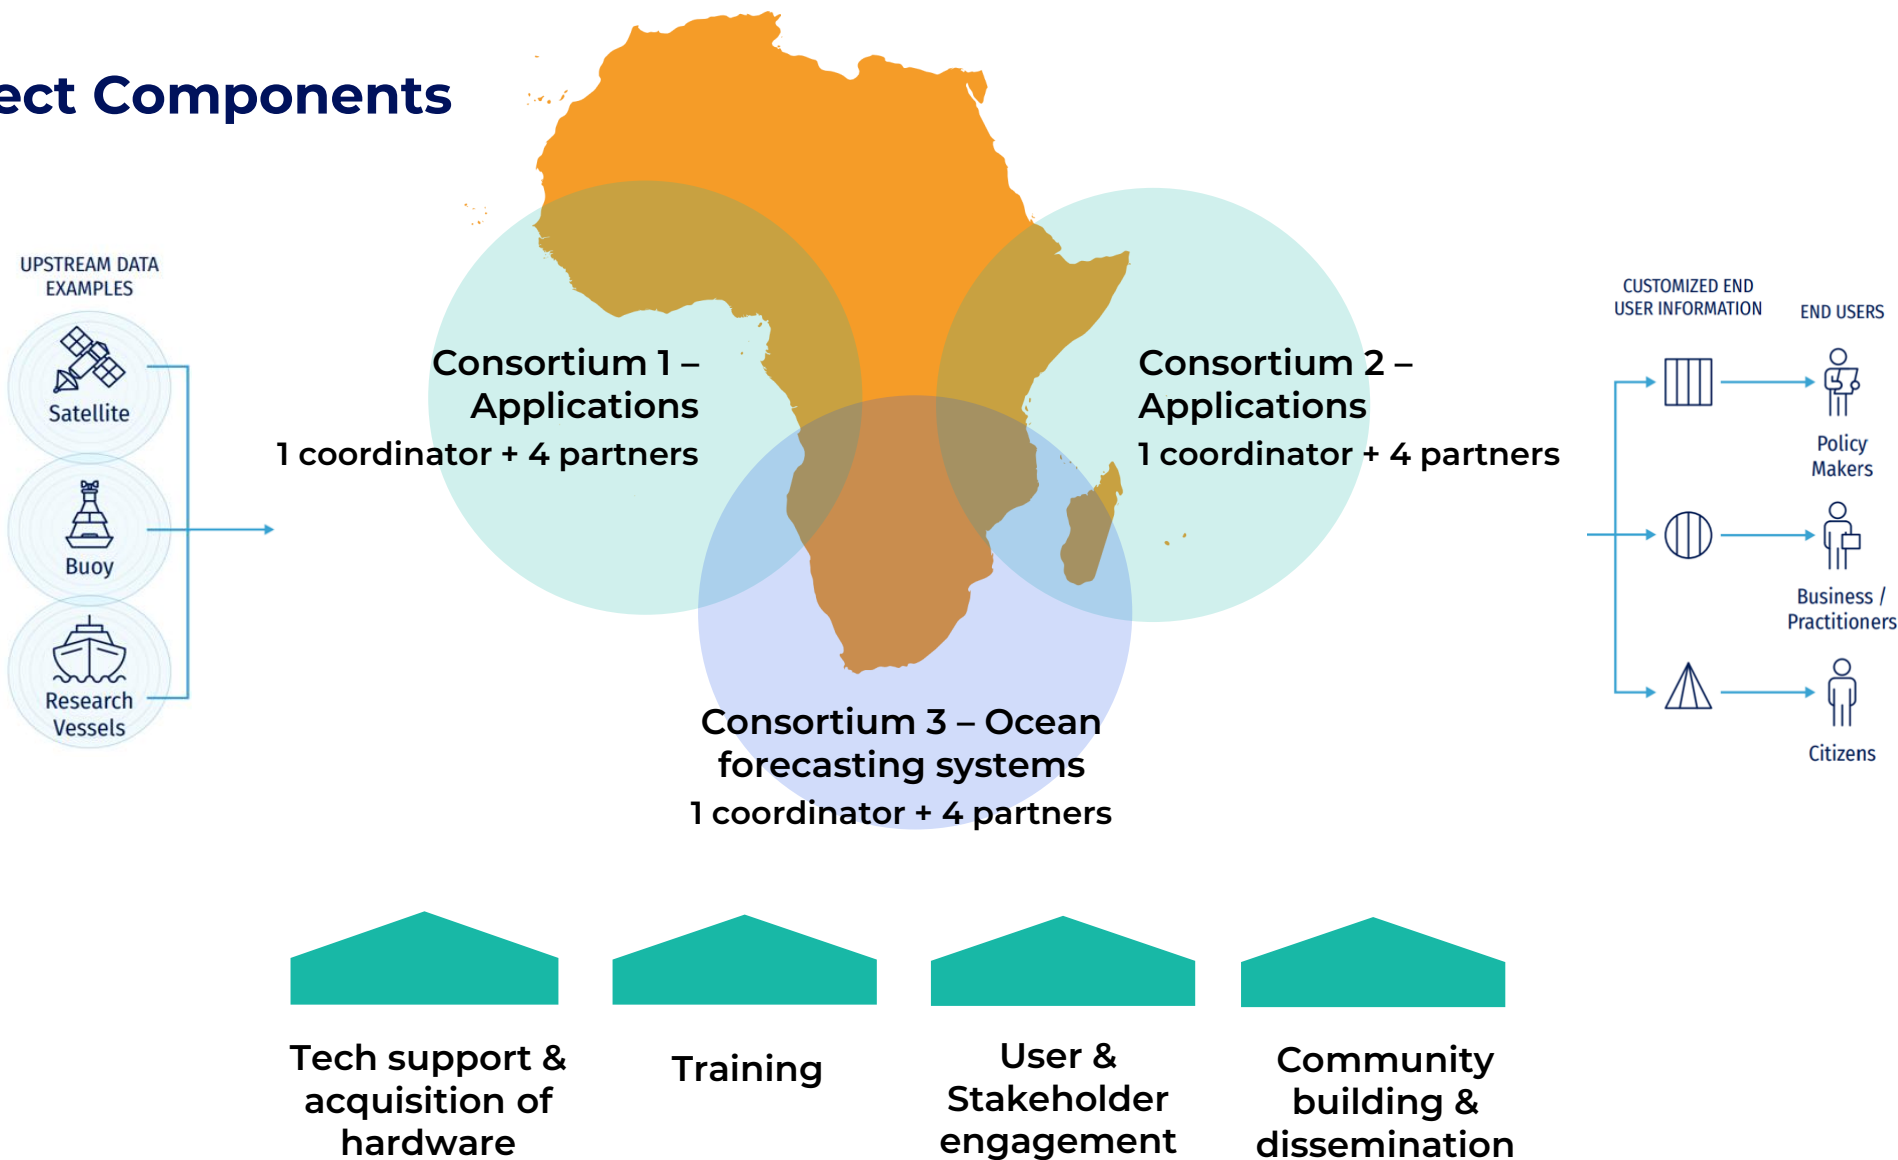 ect Components
UPSTREAM DATA
EXAMPLES
Satellite
Buoy
Research
Vessels
Consortium 1 –
Applications
1 coordinator + 4 partners
Consortium 2 –
Applications
1 coordinator + 4 partners
Consortium 3 – Ocean
forecasting systems
1 coordinator + 4 partners
CUSTOMIZED END
USER INFORMATION
END USERS
Policy
Makers
Business /
Practitioners
Citizens
Tech support &
acquisition of
hardware
Training
User &
Stakeholder
engagement
Community
building &
dissemination